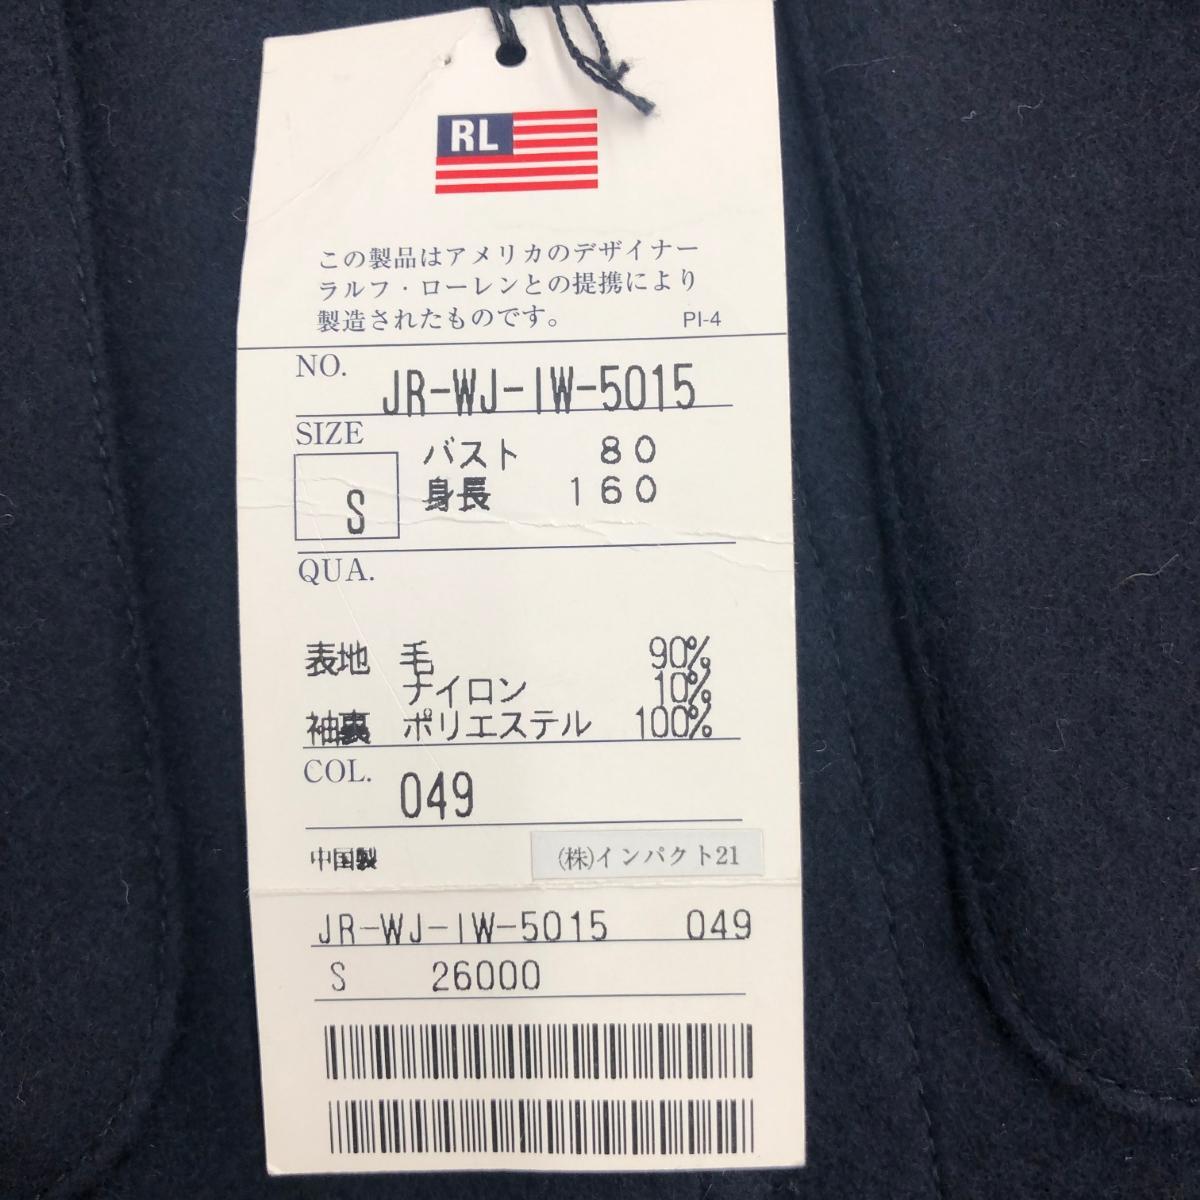 RL
この製品はアメリカのデザイナー
ラルフ・ローレンとの提携により
製造されたものです。 PI-4
NO. JR-WJ-IW-5015
SIZE
S
バスト 80
身長 160
QUA.
表地 毛 90%
ナイロン 10%
袖裏 ポリエステル 100%
COL. 049
中国製 (株)インパクト21
JR-WJ-IW-5015 049
S 26000